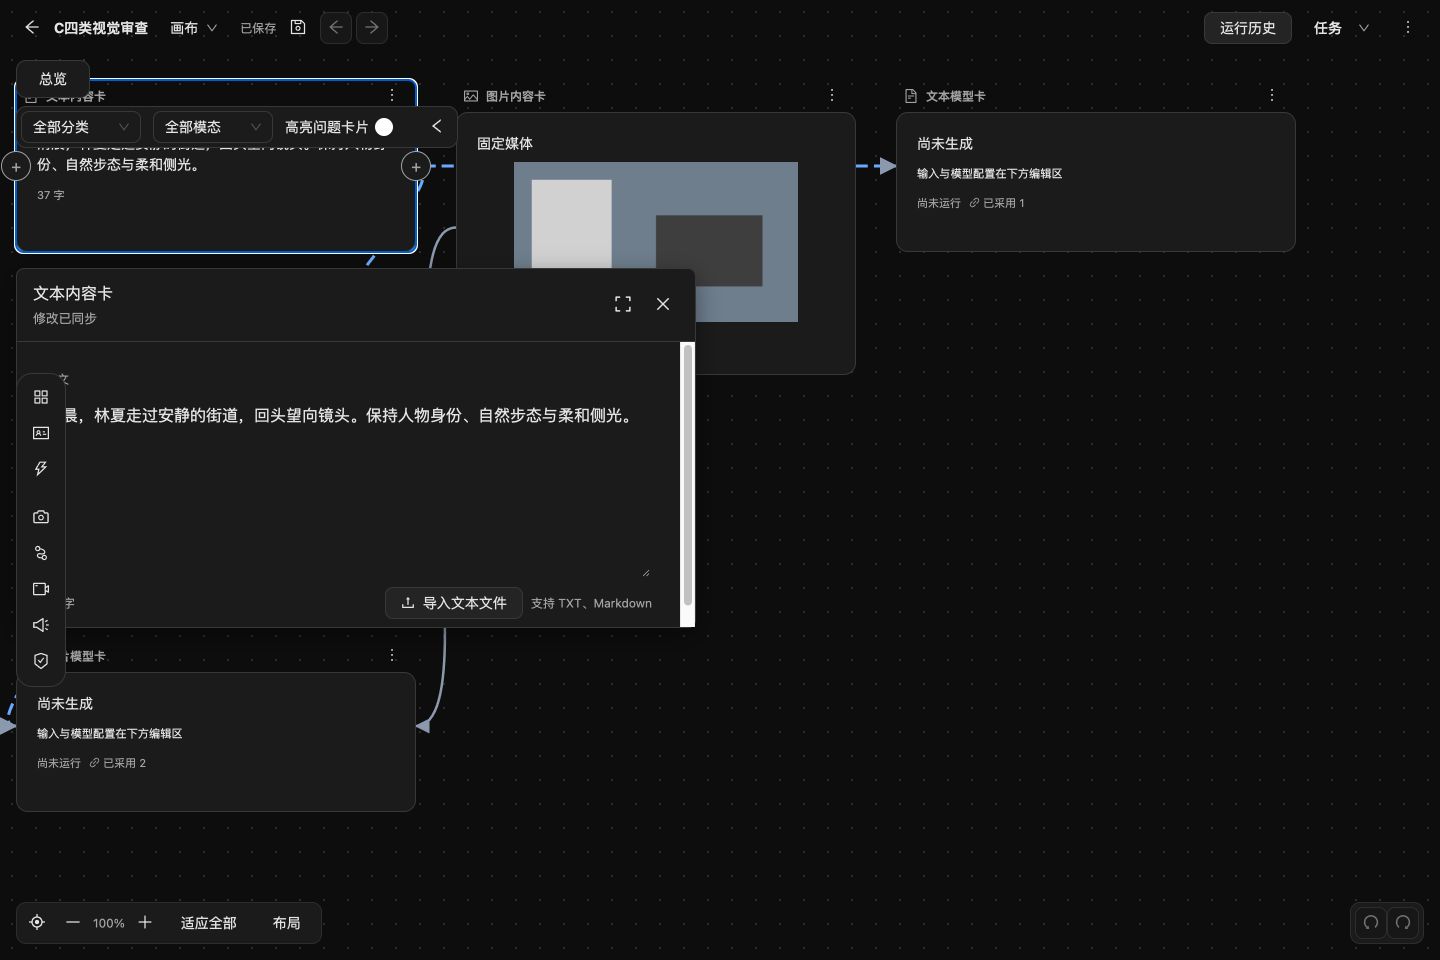 C四类视觉审查
画布
已保存
运行历史
任务
总览
文本内容卡
图片内容卡
文本模型卡
全部分类
全部模态
高亮问题卡片
份、自然步态与柔和侧光。
37 字
固定媒体
尚未生成
输入与模型配置在下方编辑区
尚未运行 已采用 1
文本内容卡
修改已同步
文
晨，林夏走过安静的街道，回头望向镜头。保持人物身份、自然步态与柔和侧光。
字
导入文本文件
支持 TXT、Markdown
片模型卡
尚未生成
输入与模型配置在下方编辑区
尚未运行 已采用 2
100%
适应全部
布局